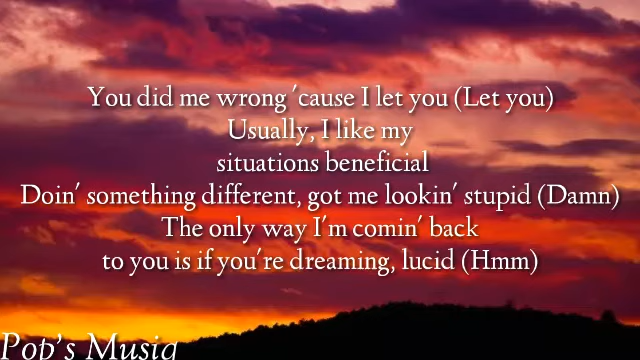 You did me wrong 'cause I let you (Let you)
Usually, I like my
situations beneficial
Doin' something different, got me lookin' stupid (Damn)
The only way I'm comin' back
to you is if you're dreaming, lucid (Hmm)
Pop's Musiq